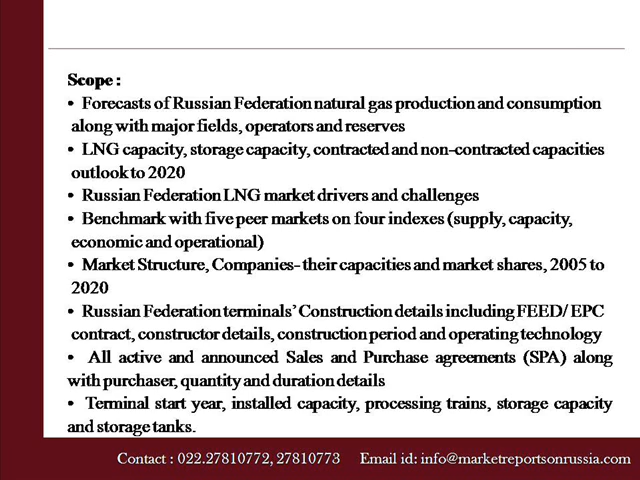 Scope :
• Forecasts of Russian Federation natural gas production and consumption
along with major fields, operators and reserves
• LNG capacity, storage capacity, contracted and non-contracted capacities
outlook to 2020
• Russian Federation LNG market drivers and challenges
• Benchmark with five peer markets on four indexes (supply, capacity,
economic and operational)
• Market Structure, Companies- their capacities and market shares, 2005 to
2020
• Russian Federation terminals’ Construction details including FEED/ EPC
contract, constructor details, construction period and operating technology
• All active and announced Sales and Purchase agreements (SPA) along
with purchaser, quantity and duration details
• Terminal start year, installed capacity, processing trains, storage capacity
and storage tanks.
Contact : 022.27810772, 27810773 Email id: info@marketreportsonrussia.com